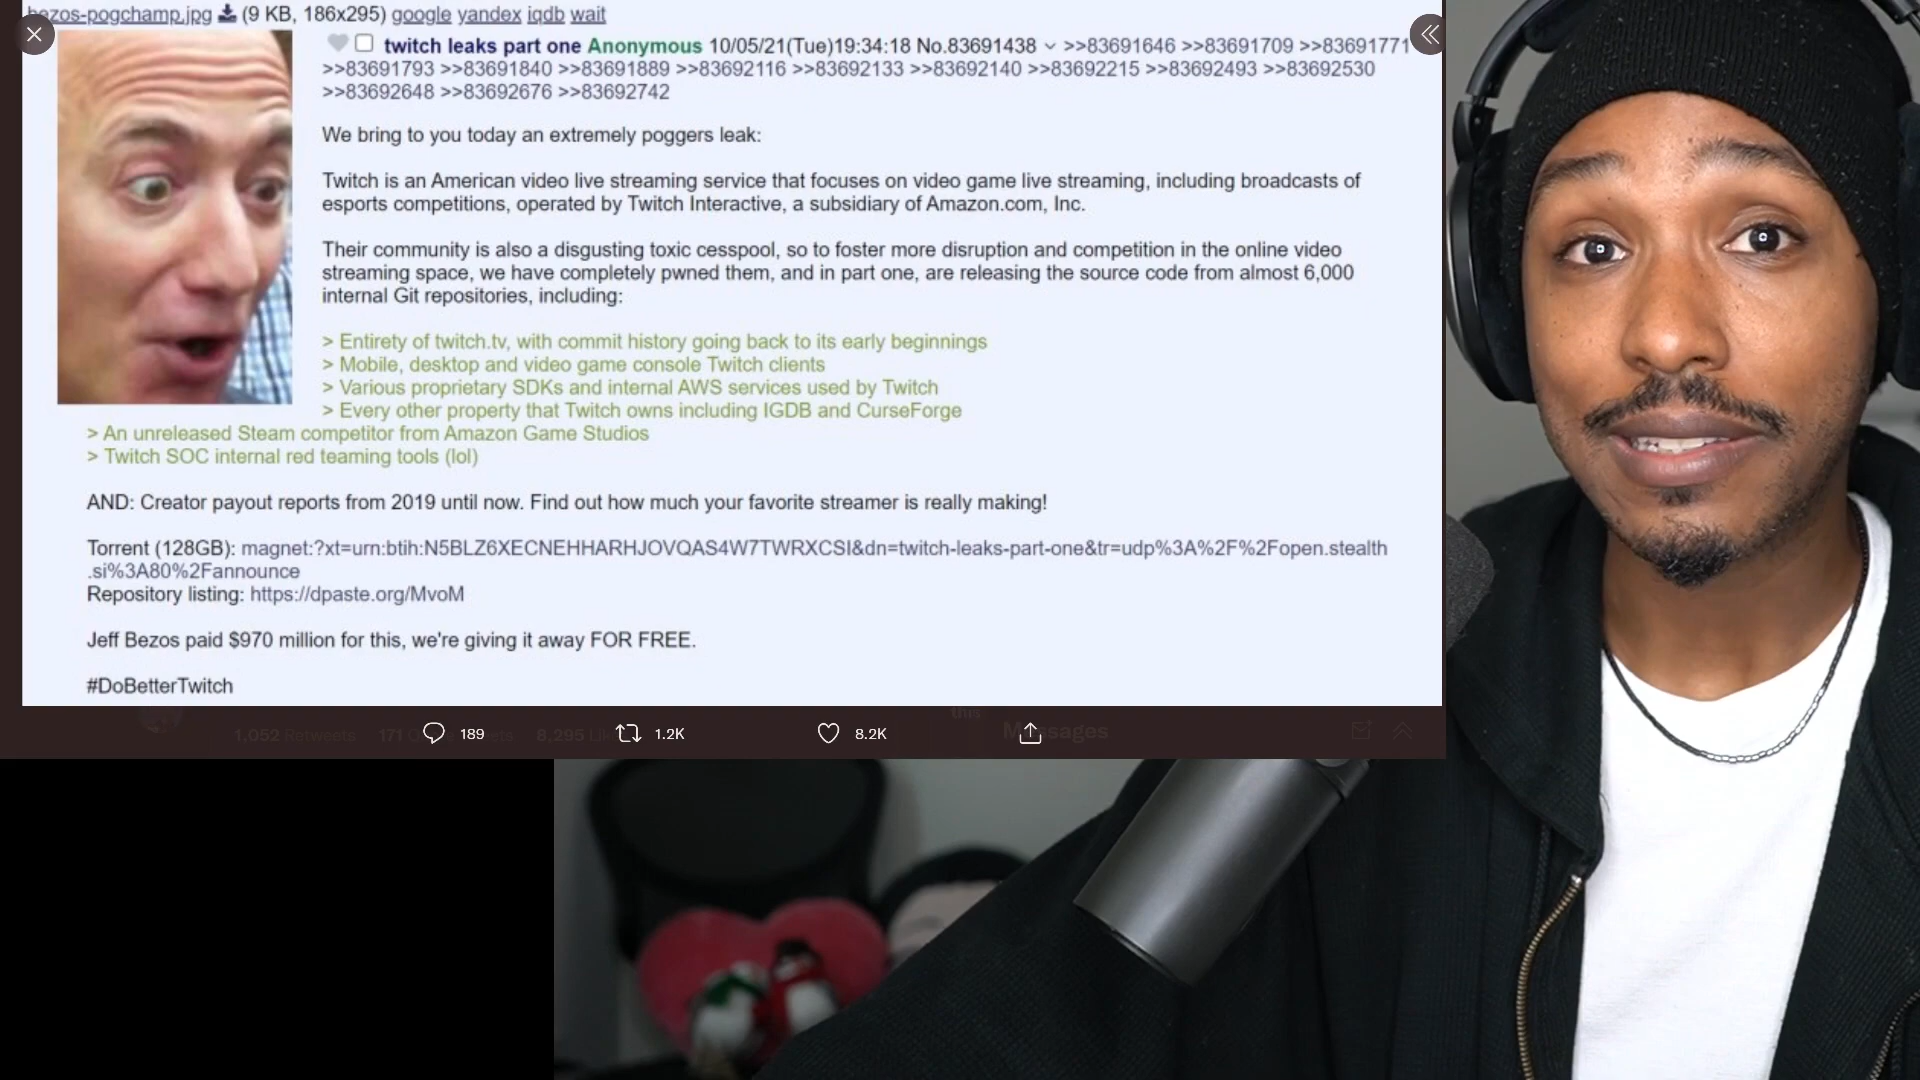 bezos-pogchamp.jpg (9 KB, 186x295) google yandex iqdb wait
twitch leaks part one Anonymous 10/05/21(Tue)19:34:18 No.83691438 >>83691646 >>83691709 >>83691771
>>83691793 >>83691840 >>83691889 >>83692116 >>83692133 >>83692140 >>83692215 >>83692493 >>83692530
>>83692648 >>83692676 >>83692742
We bring to you today an extremely poggers leak:
Twitch is an American video live streaming service that focuses on video game live streaming, including broadcasts of
esports competitions, operated by Twitch Interactive, a subsidiary of Amazon.com, Inc.
Their community is also a disgusting toxic cesspool, so to foster more disruption and competition in the online video
streaming space, we have completely pwned them, and in part one, are releasing the source code from almost 6,000
internal Git repositories, including:
> Entirety of twitch.tv, with commit history going back to its early beginnings
> Mobile, desktop and video game console Twitch clients
> Various proprietary SDKs and internal AWS services used by Twitch
> Every other property that Twitch owns including IGDB and CurseForge
> An unreleased Steam competitor from Amazon Game Studios
> Twitch SOC internal red teaming tools (lol)
AND: Creator payout reports from 2019 until now. Find out how much your favorite streamer is really making!
Torrent (128GB): magnet:?xt=urn:btih:N5BLZ6XECNEHHARHJOVQAS4W7TWRXCSI&dn=twitch-leaks-part-one&tr=udp%3A%2F%2Fopen.stealth
.si%3A80%2Fannounce
Repository listing: https://dpaste.org/MvoM
Jeff Bezos paid $970 million for this, we're giving it away FOR FREE.
#DoBetterTwitch
this
1,052 Retweets 171 8,295
189 1.2K 8.2K